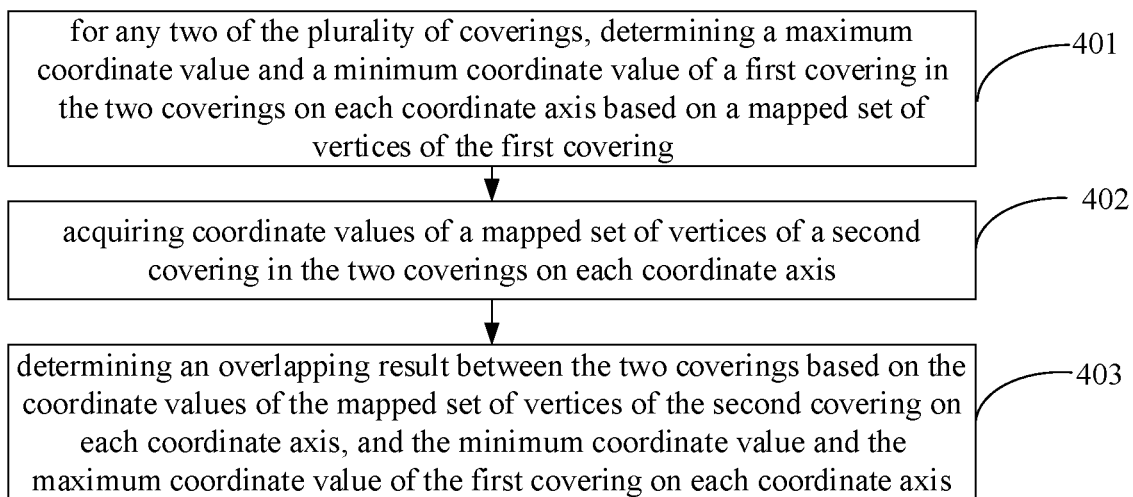 for any two of the plurality of coverings, determining a maximum
coordinate value and a minimum coordinate value of a first covering in
the two coverings on each coordinate axis based on a mapped set of
vertices of the first covering
401
acquiring coordinate values of a mapped set of vertices of a second
covering in the two coverings on each coordinate axis
402
determining an overlapping result between the two coverings based on the
coordinate values of the mapped set of vertices of the second covering on
each coordinate axis, and the minimum coordinate value and the
maximum coordinate value of the first covering on each coordinate axis
403